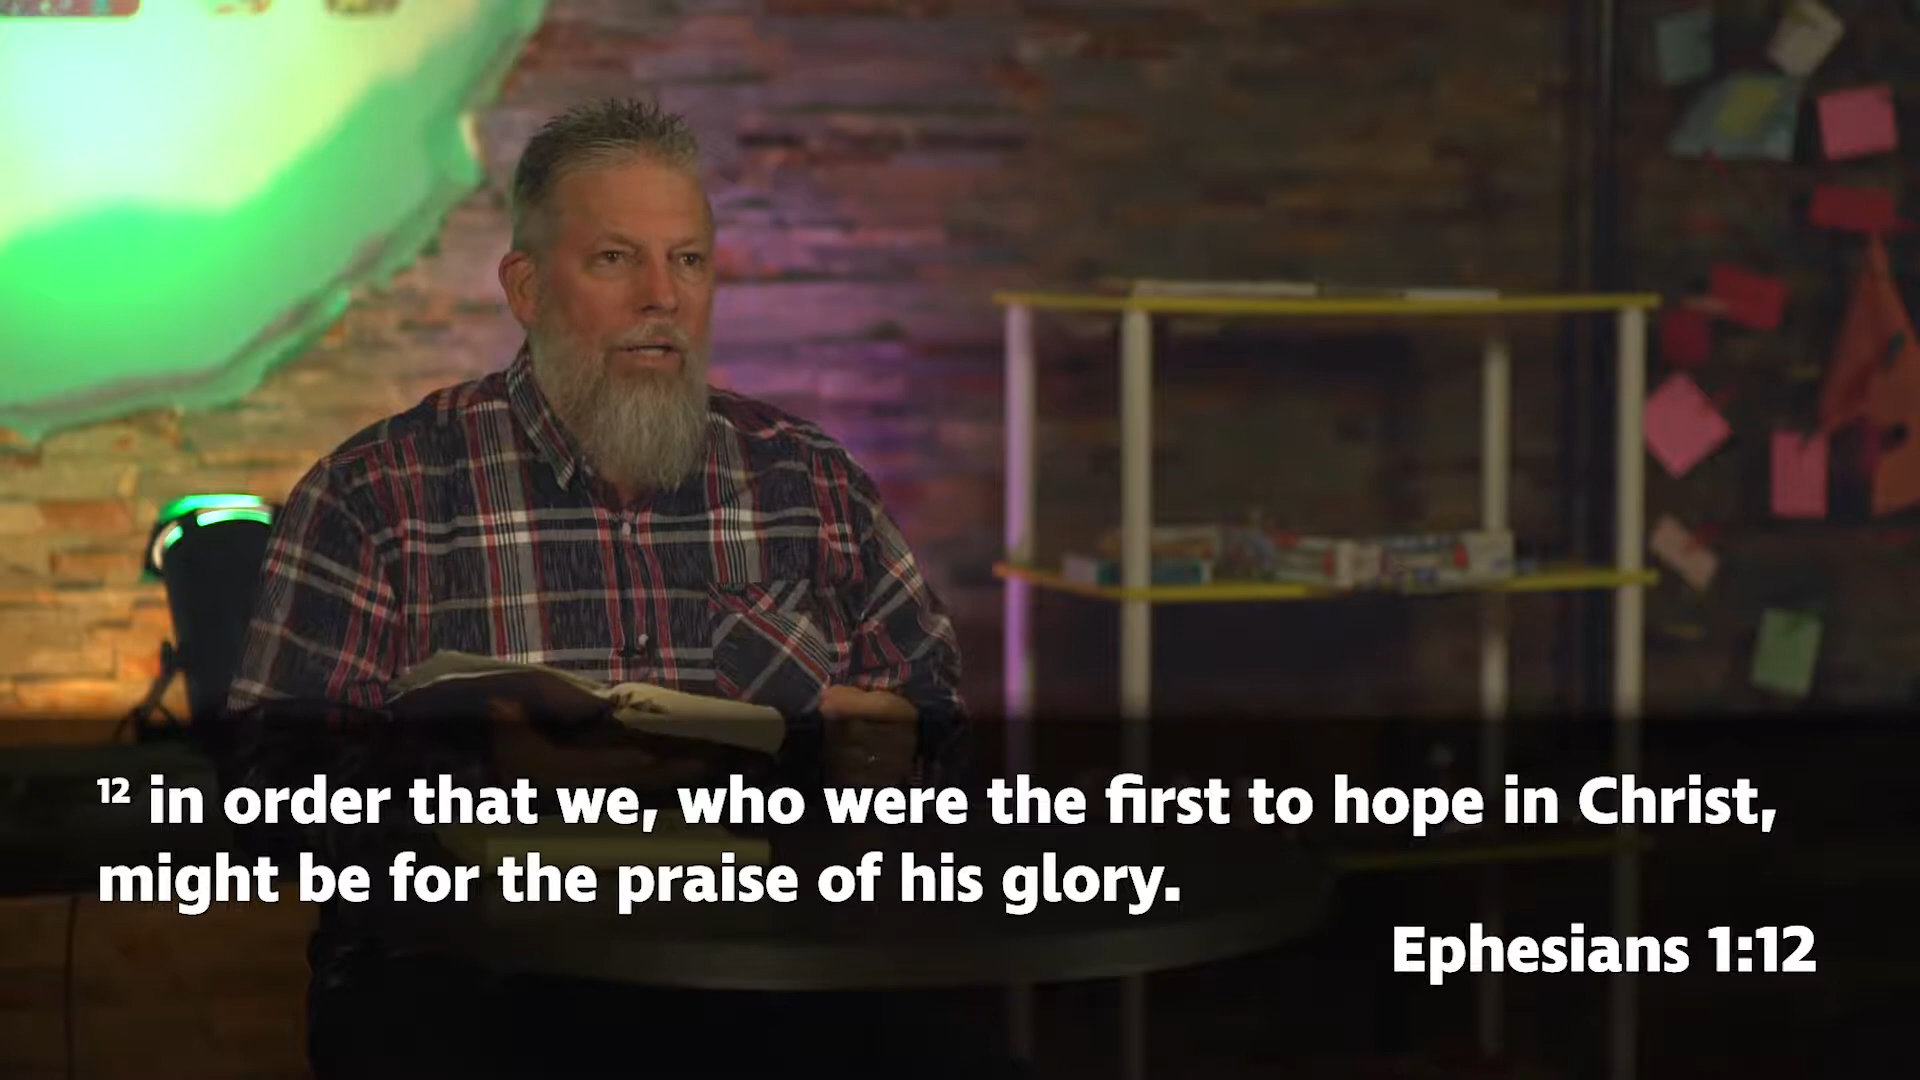 ¹² in order that we, who were the first to hope in Christ,
might be for the praise of his glory.
Ephesians 1:12